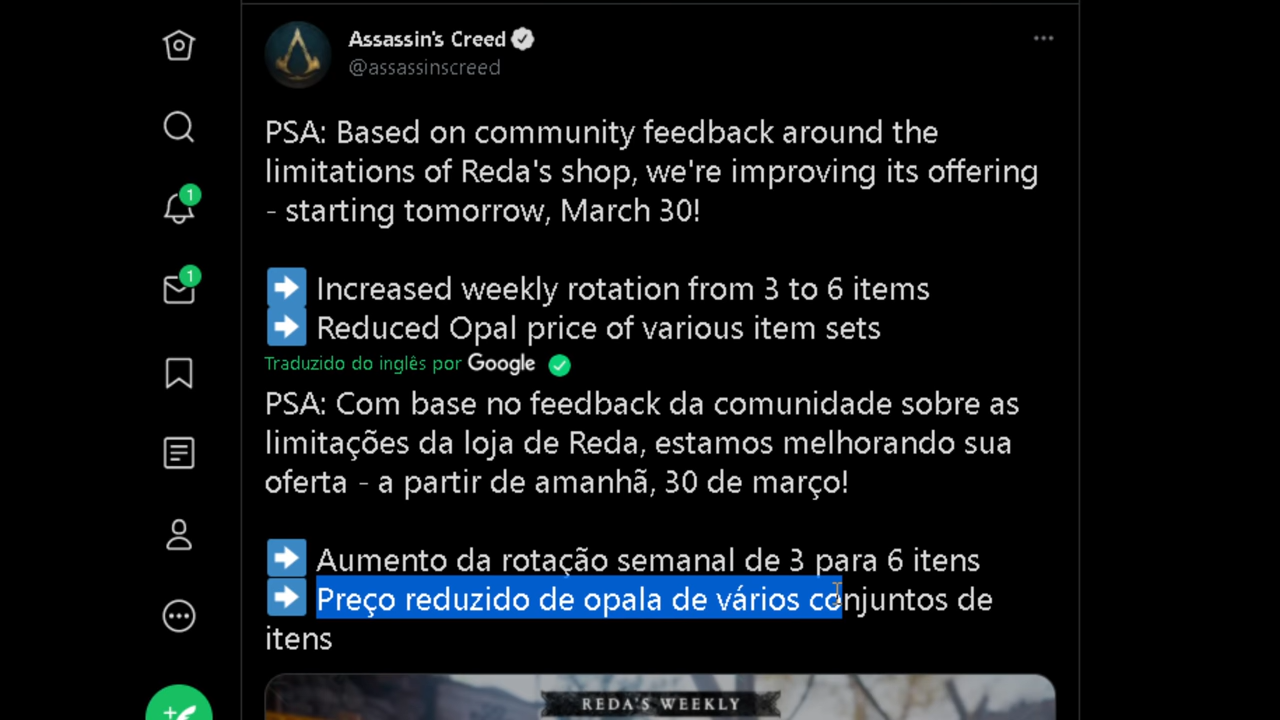 Assassin's Creed
@assassinscreed
PSA: Based on community feedback around the
limitations of Reda's shop, we're improving its offering
- starting tomorrow, March 30!
➡ Increased weekly rotation from 3 to 6 items
➡ Reduced Opal price of various item sets
Traduzido do inglês por Google
PSA: Com base no feedback da comunidade sobre as
limitações da loja de Reda, estamos melhorando sua
oferta - a partir de amanhã, 30 de março!
➡ Aumento da rotação semanal de 3 para 6 itens
➡ Preço reduzido de opala de vários conjuntos de
itens
REDA'S WEEKLY
1
1